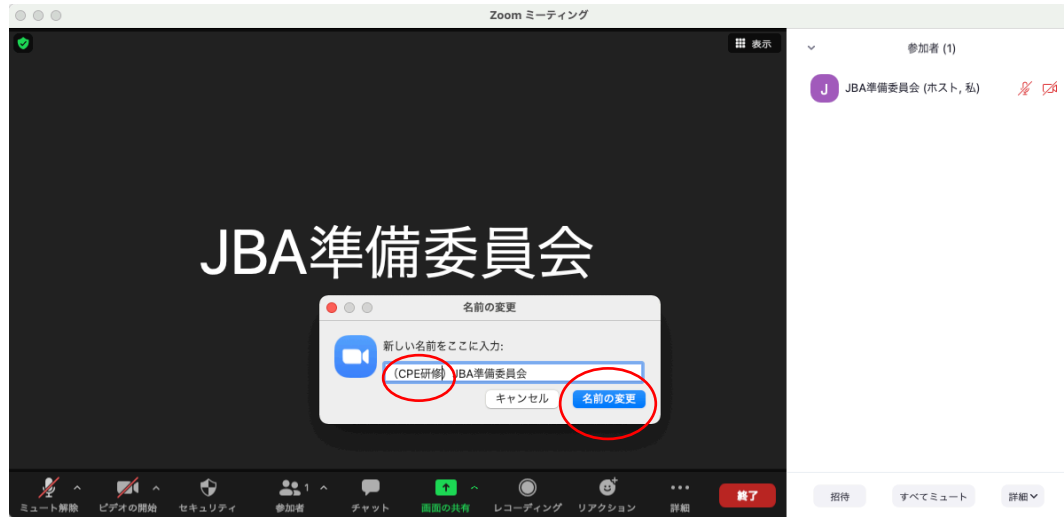 Zoom ミーティング
表示
参加者 (1)
J
JBA準備委員会 (ホスト, 私)
JBA準備委員会
名前の変更
新しい名前をここに入力:
（CPE研修）JBA準備委員会
キャンセル
名前の変更
1
ミュート解除
ビデオの開始
セキュリティ
参加者
チャット
画面の共有
レコーディング
リアクション
詳細
終了
招待
すべてミュート
詳細